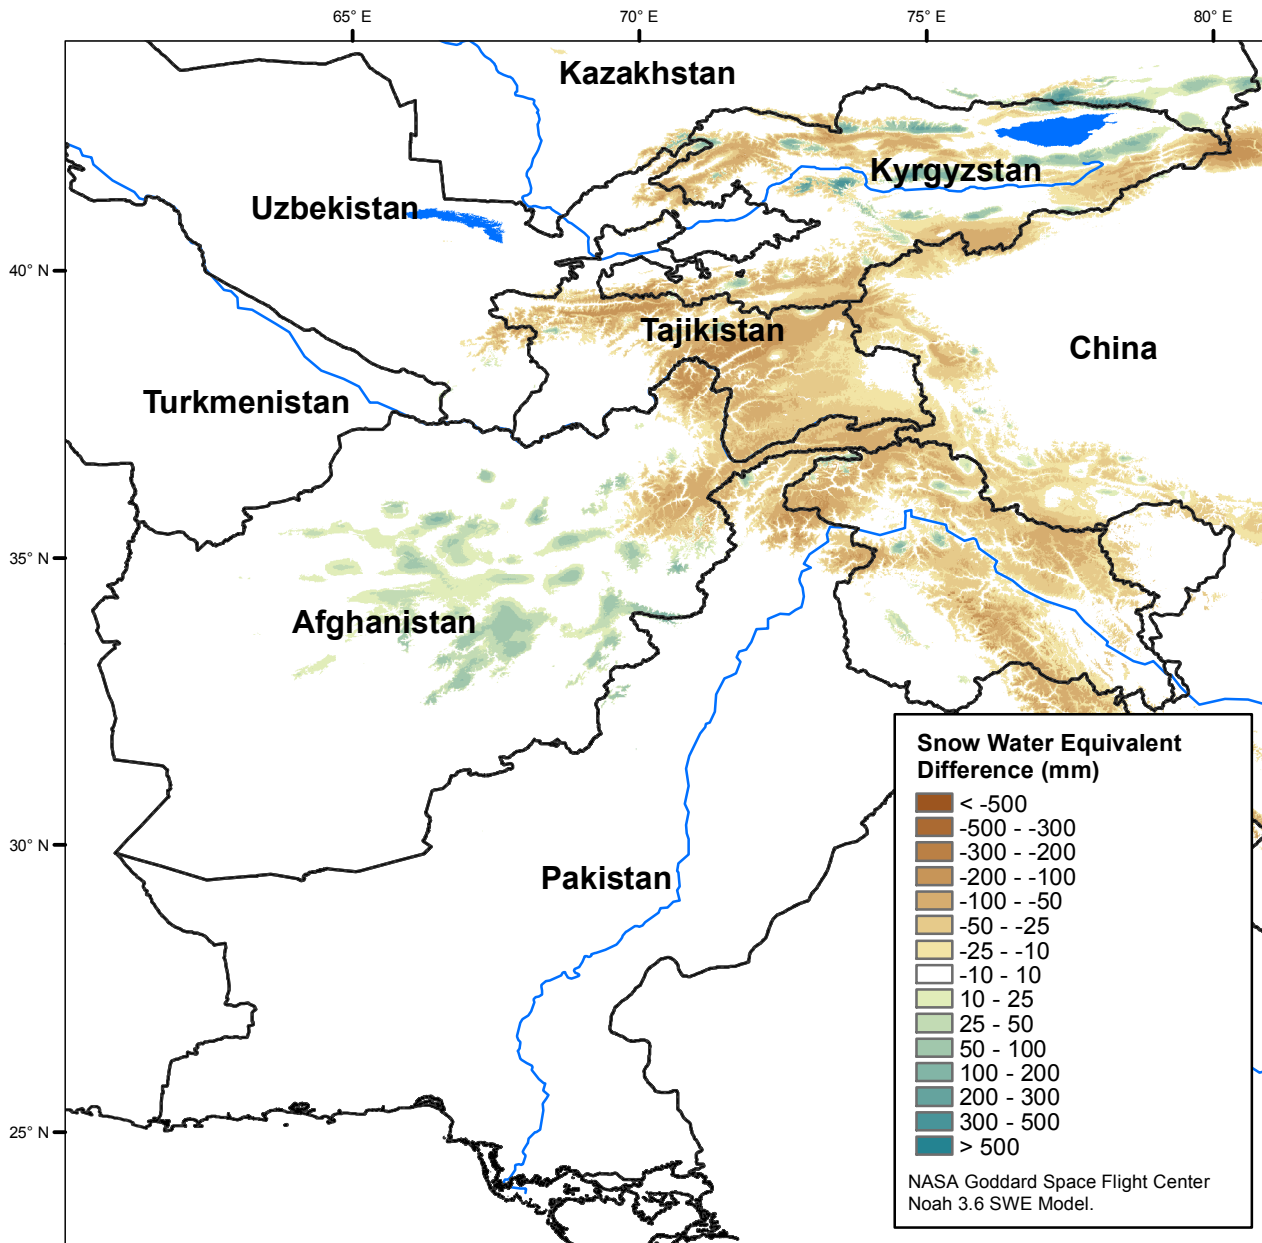 65° E
70° E
75° E
80° E
Kazakhstan
Kyrgyzstan
Uzbekistan
40° N
Tajikistan
China
Turkmenistan
35° N
Afghanistan
Snow Water Equivalent
Difference (mm)
< -500
-500 - -300
-300 - -200
-200 - -100
-100 - -50
-50 - -25
-25 - -10
-10 - 10
10 - 25
25 - 50
50 - 100
100 - 200
200 - 300
300 - 500
> 500
30° N
Pakistan
25° N
NASA Goddard Space Flight Center
Noah 3.6 SWE Model.